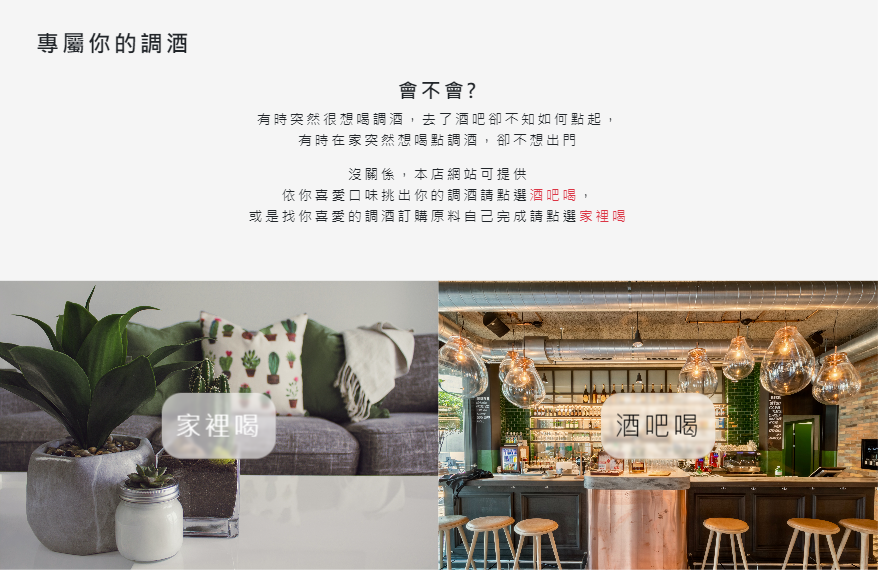 專屬你的調酒
會不會?
有時突然很想喝調酒，去了酒吧卻不知如何點起，
有時在家突然想喝點調酒，卻不想出門
沒關係，本店網站可提供
依你喜愛口味挑出你的調酒請點選酒吧喝，
或是找你喜愛的調酒訂購原料自己完成請點選家裡喝
家裡喝
酒吧喝